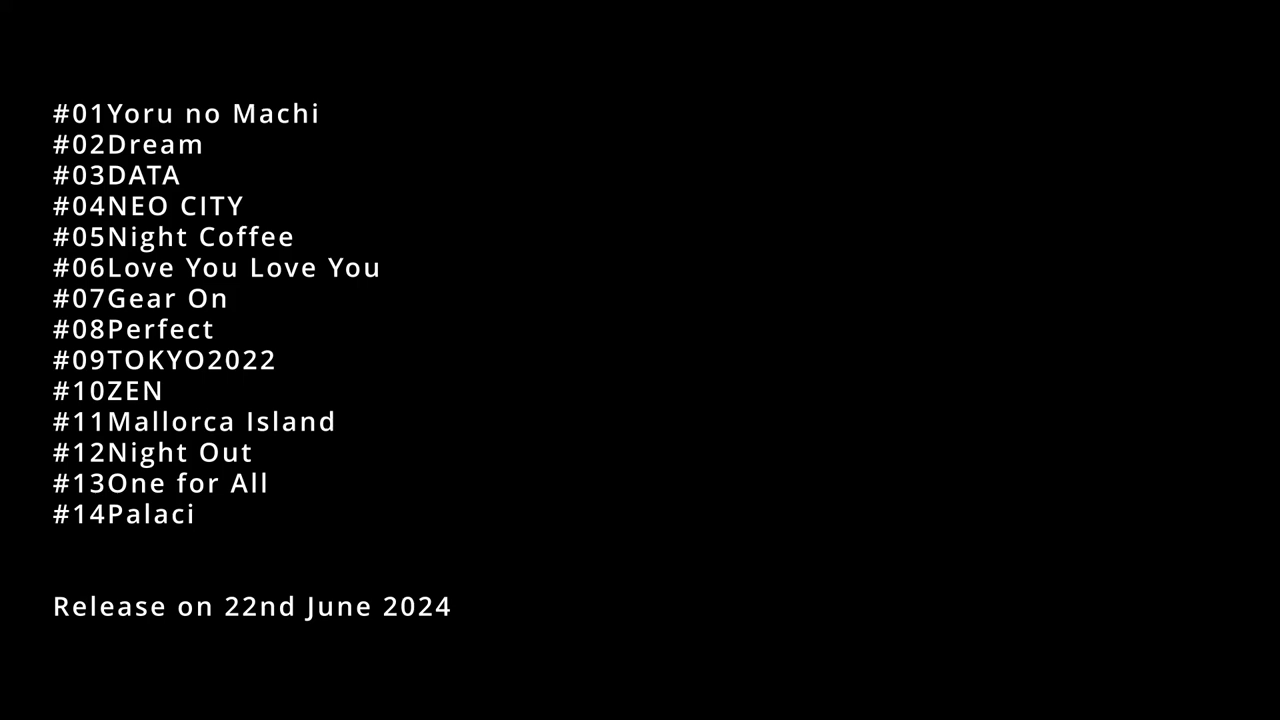 #01Yoru no Machi
#02Dream
#03DATA
#04NEO CITY
#05Night Coffee
#06Love You Love You
#07Gear On
#08Perfect
#09TOKYO2022
#10ZEN
#11Mallorca Island
#12Night Out
#13One for All
#14Palaci
Release on 22nd June 2024